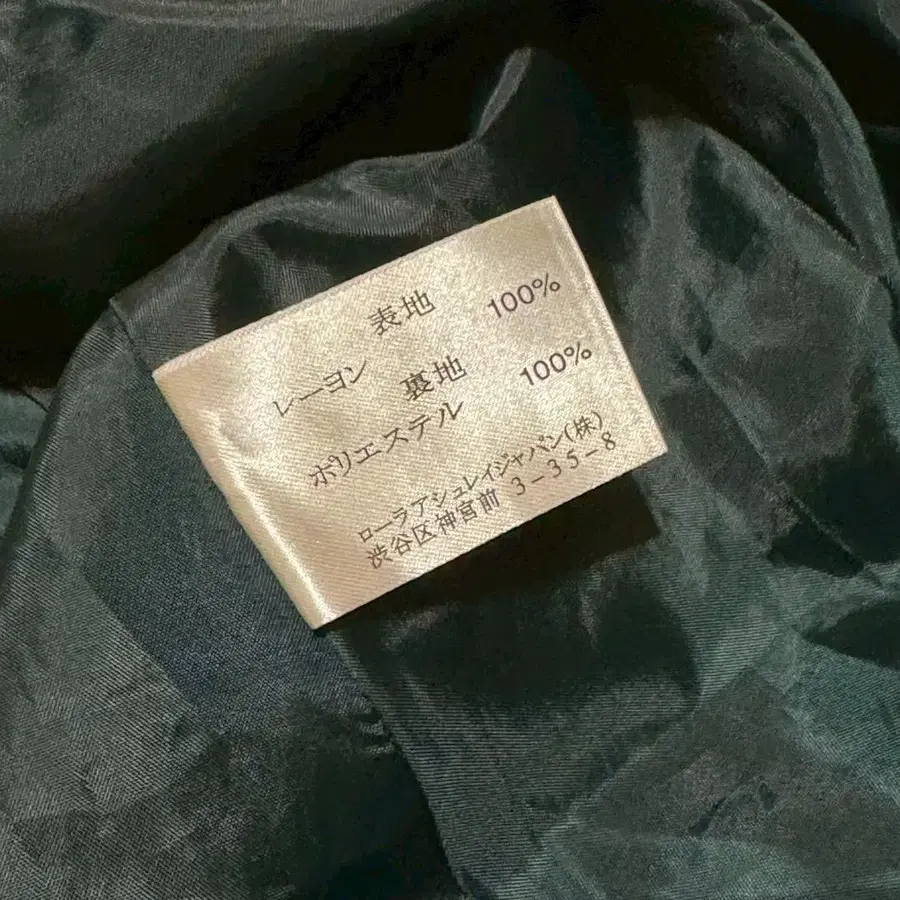 表地
レーヨン 100%
裏地
ポリエステル 100%
ローラアシュレイジャパン(株)
渋谷区神宮前 3-35-8